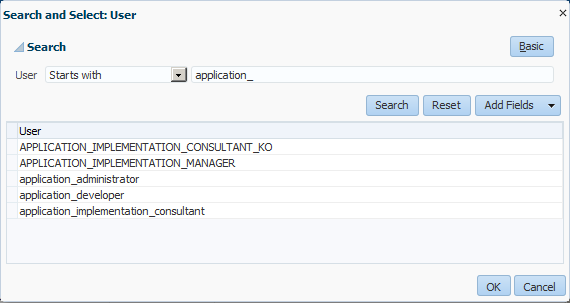 Search and Select: User
Search
Basic
User Starts with application_
Search Reset Add Fields
User
APPLICATION_IMPLEMENTATION_CONSULTANT_KO
APPLICATION_IMPLEMENTATION_MANAGER
application_administrator
application_developer
application_implementation_consultant
OK Cancel